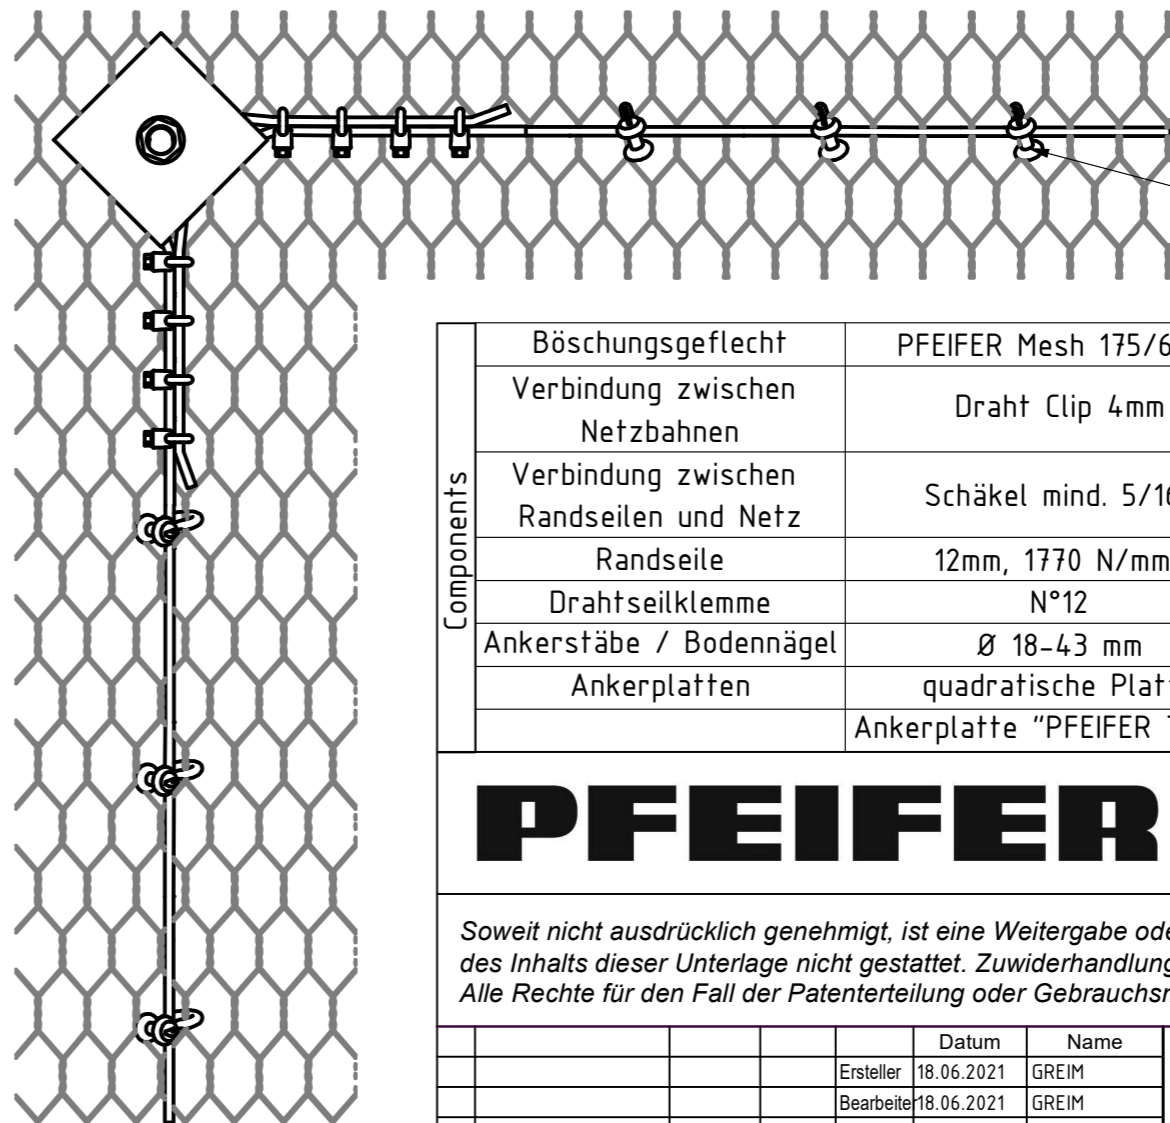 Components
Böschungsgeflecht
PFEIFER Mesh 175/6
Verbindung zwischen
Netzbahnen
Draht Clip 4mm
Verbindung zwischen
Randseilen und Netz
Schäkel mind. 5/16
Randseile
12mm, 1770 N/mm
Drahtseilklemme
N°12
Ankerstäbe / Bodennägel
Ø 18-43 mm
Ankerplatten
quadratische Platt
Ankerplatte "PFEIFER
PFEIFER
Soweit nicht ausdrücklich genehmigt, ist eine Weitergabe ode
des Inhalts dieser Unterlage nicht gestattet. Zuwiderhandlung
Alle Rechte für den Fall der Patenterteilung oder Gebrauchsm
Datum Name
Ersteller 18.06.2021 GREIM
Bearbeiter 18.06.2021 GREIM